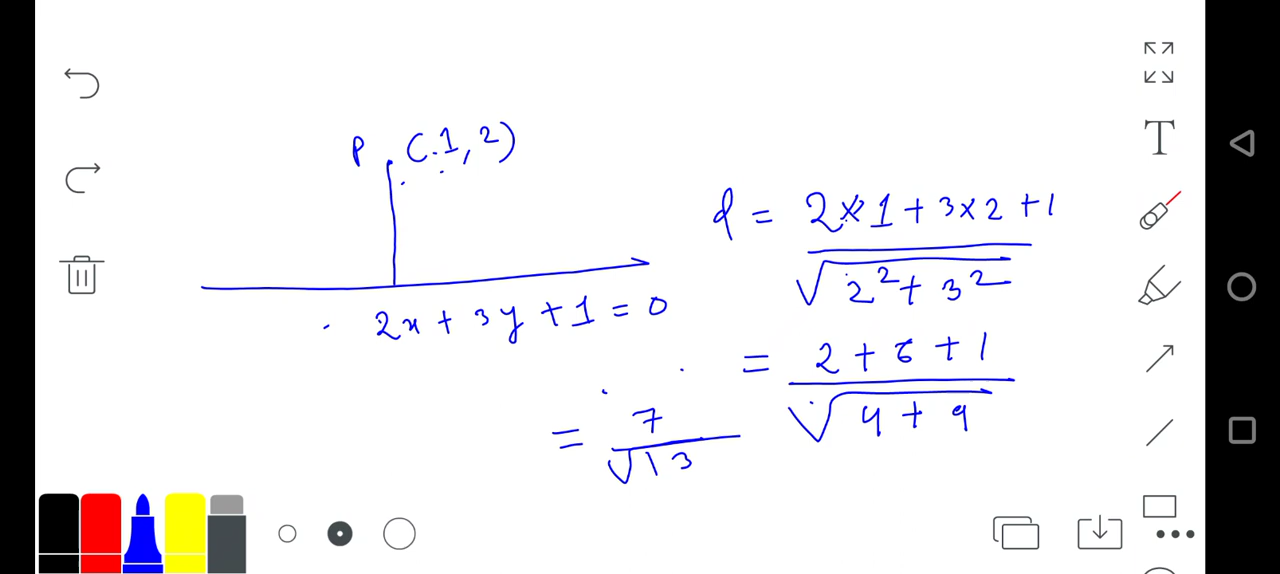 P (1, 2)
d = 2×1 + 3×2 + 1
√2² + 3²
2x + 3y + 1 = 0
= 2 + 6 + 1
√4 + 9
= 7
√13
T